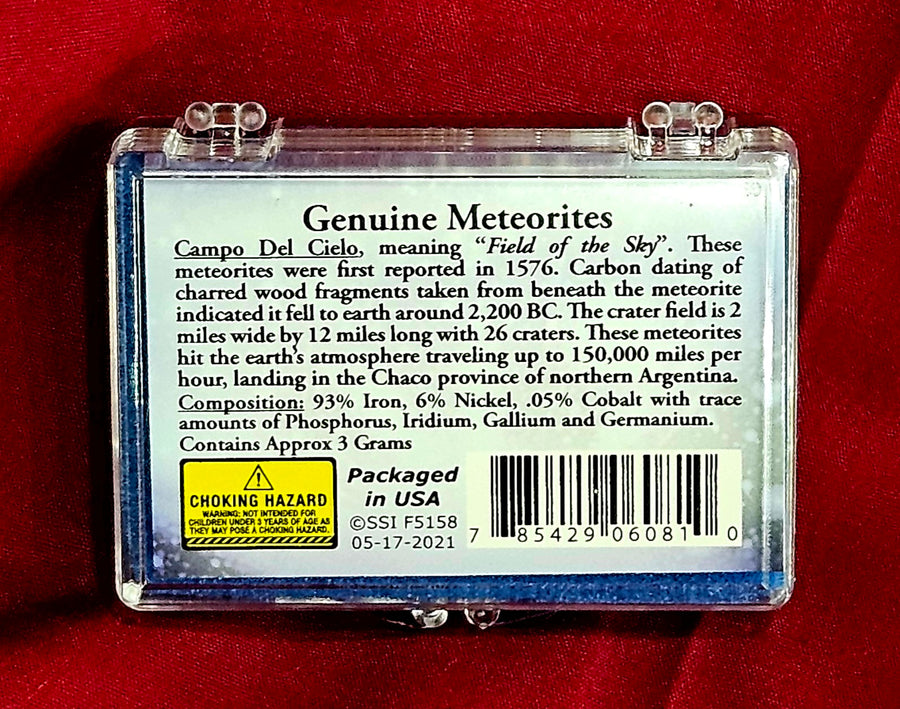 Genuine Meteorites
Campo Del Cielo, meaning “Field of the Sky”. These
meteorites were first reported in 1576. Carbon dating of
charred wood fragments taken from beneath the meteorite
indicated it fell to earth around 2,200 BC. The crater field is 2
miles wide by 12 miles long with 26 craters. These meteorites
hit the earth's atmosphere traveling up to 150,000 miles per
hour, landing in the Chaco province of northern Argentina.
Composition: 93% Iron, 6% Nickel, .05% Cobalt with trace
amounts of Phosphorus, Iridium, Gallium and Germanium.
Contains Approx 3 Grams
CHOKING HAZARD
WARNING: NOT INTENDED FOR
CHILDREN UNDER 3 YEARS OF AGE AS
THEY MAY POSE A CHOKING HAZARD.
Packaged
in USA
©SSI F5158
05-17-2021
7 85429 06081 0